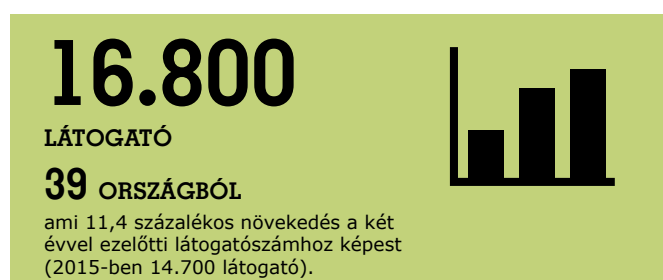 16.800
LÁTOGATÓ
39 ORSZÁGBÓL
ami 11,4 százalékos növekedés a két
évvel ezelőtti látogatószámhoz képest
(2015-ben 14.700 látogató).